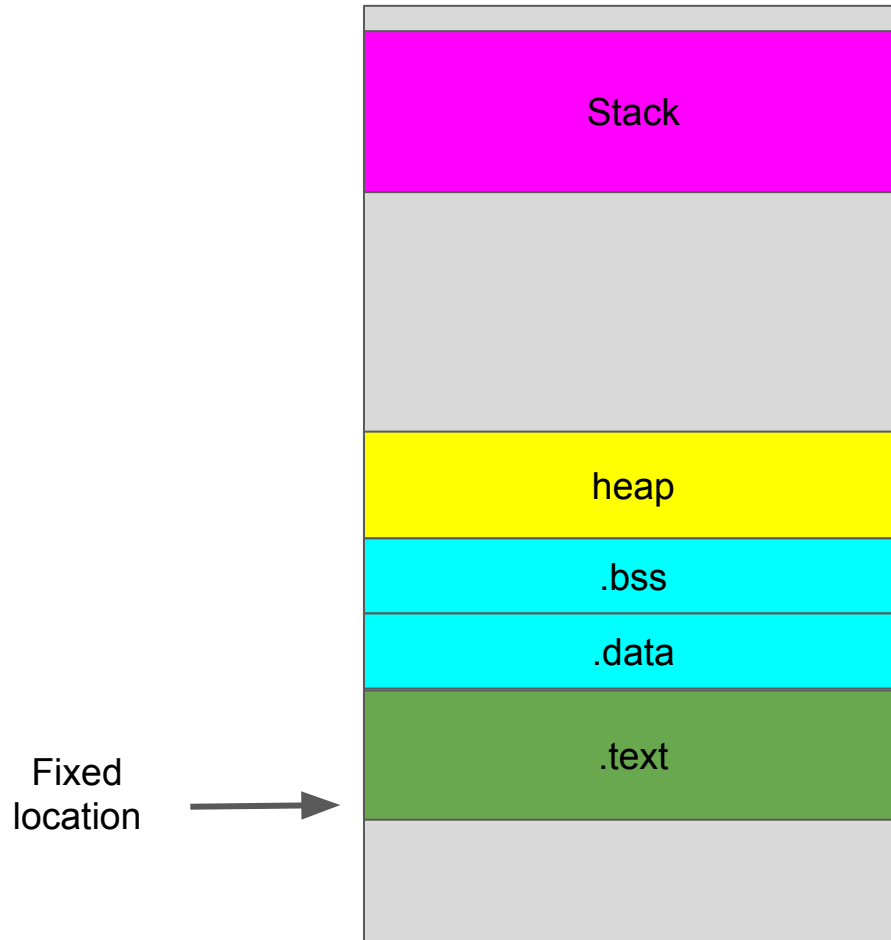 Stack
heap
.bss
.data
.text
Fixed
location